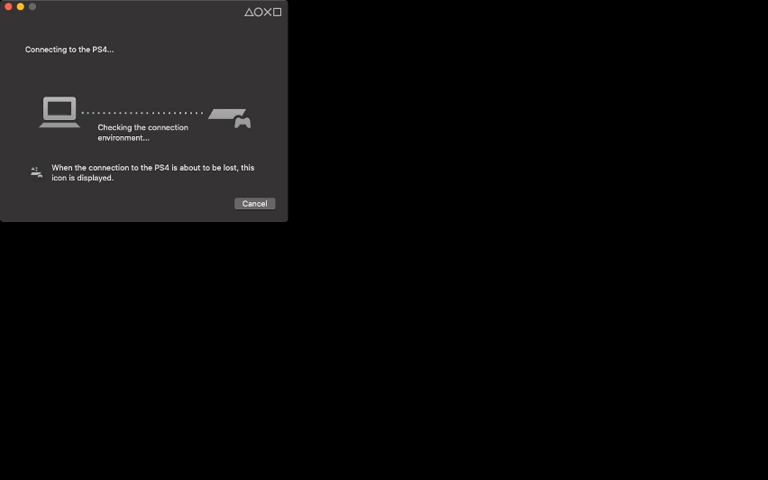 Connecting to the PS4...
Checking the connection
environment...
When the connection to the PS4 is about to be lost, this
icon is displayed.
Cancel